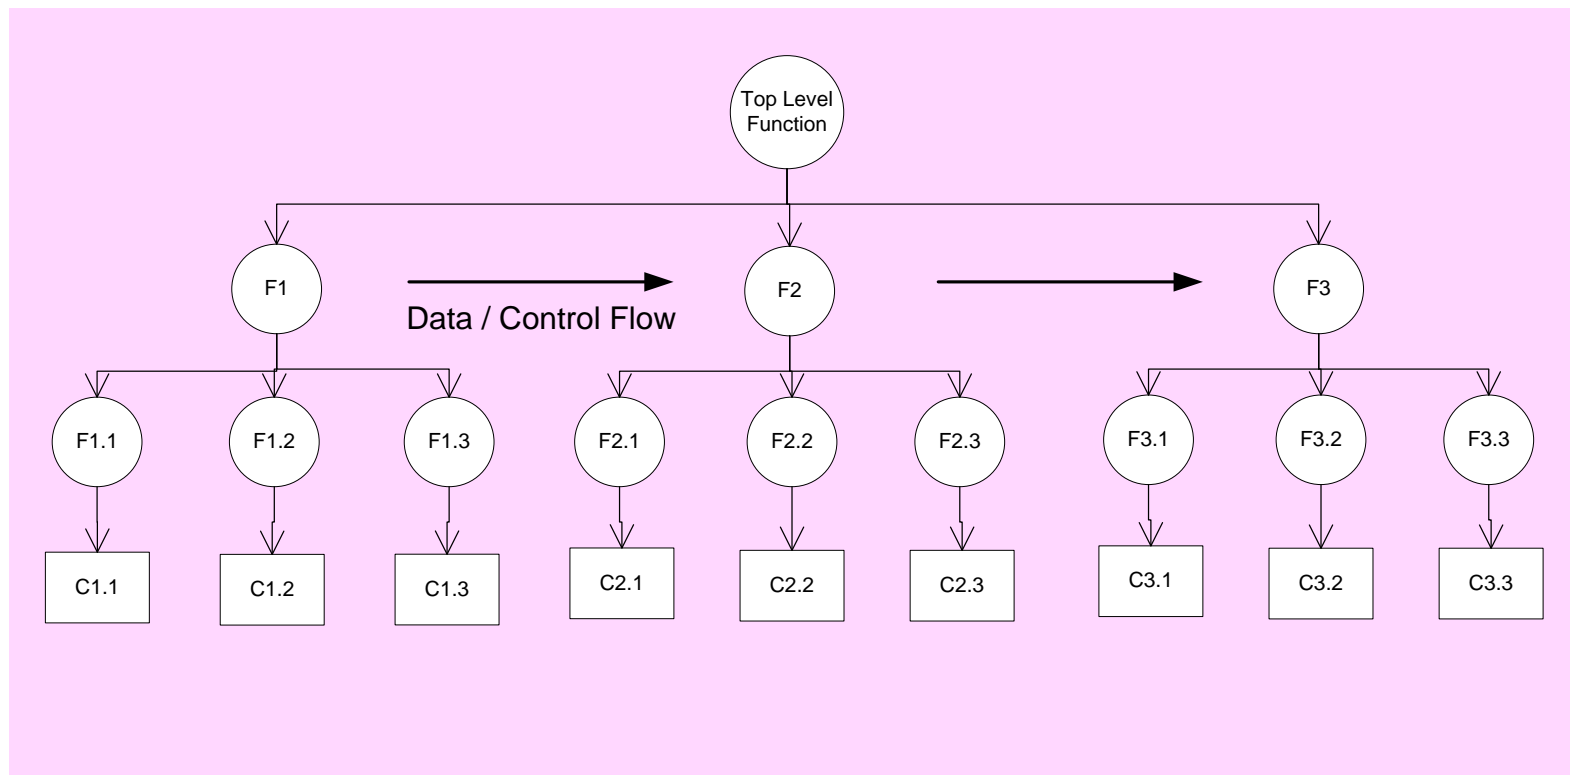 Top Level
Function
F1
F2
F3
Data / Control Flow
F1.1
F1.2
F1.3
F2.1
F2.2
F2.3
F3.1
F3.2
F3.3
C1.1
C1.2
C1.3
C2.1
C2.2
C2.3
C3.1
C3.2
C3.3